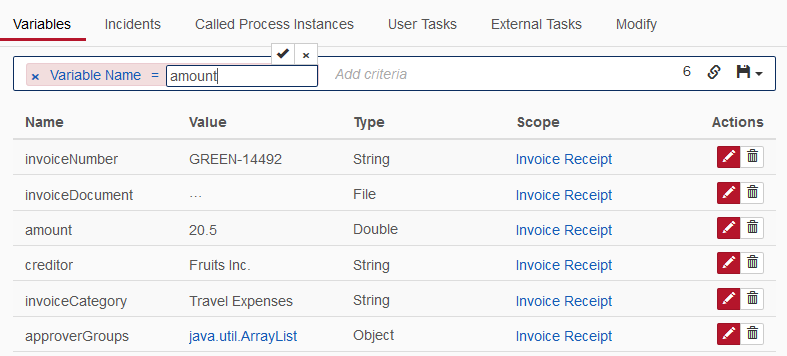 Variables Incidents Called Process Instances User Tasks External Tasks Modify
× Variable Name = amount Add criteria 6
Name Value Type Scope Actions
invoiceNumber GREEN-14492 String Invoice Receipt
invoiceDocument ... File Invoice Receipt
amount 20.5 Double Invoice Receipt
creditor Fruits Inc. String Invoice Receipt
invoiceCategory Travel Expenses String Invoice Receipt
approverGroups java.util.ArrayList Object Invoice Receipt